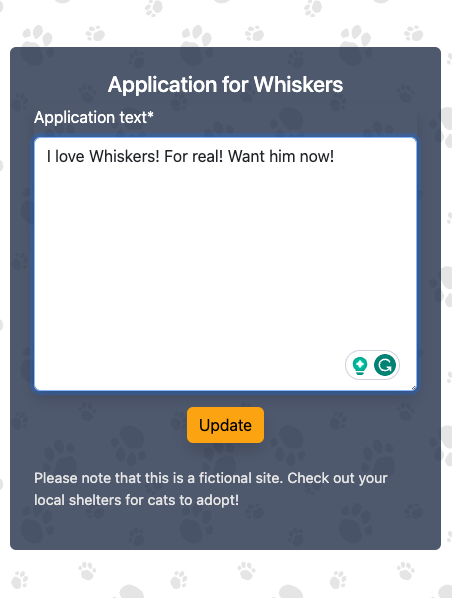 Application for Whiskers
Application text*
I love Whiskers! For real! Want him now!
Update
Please note that this is a fictional site. Check out your
local shelters for cats to adopt!